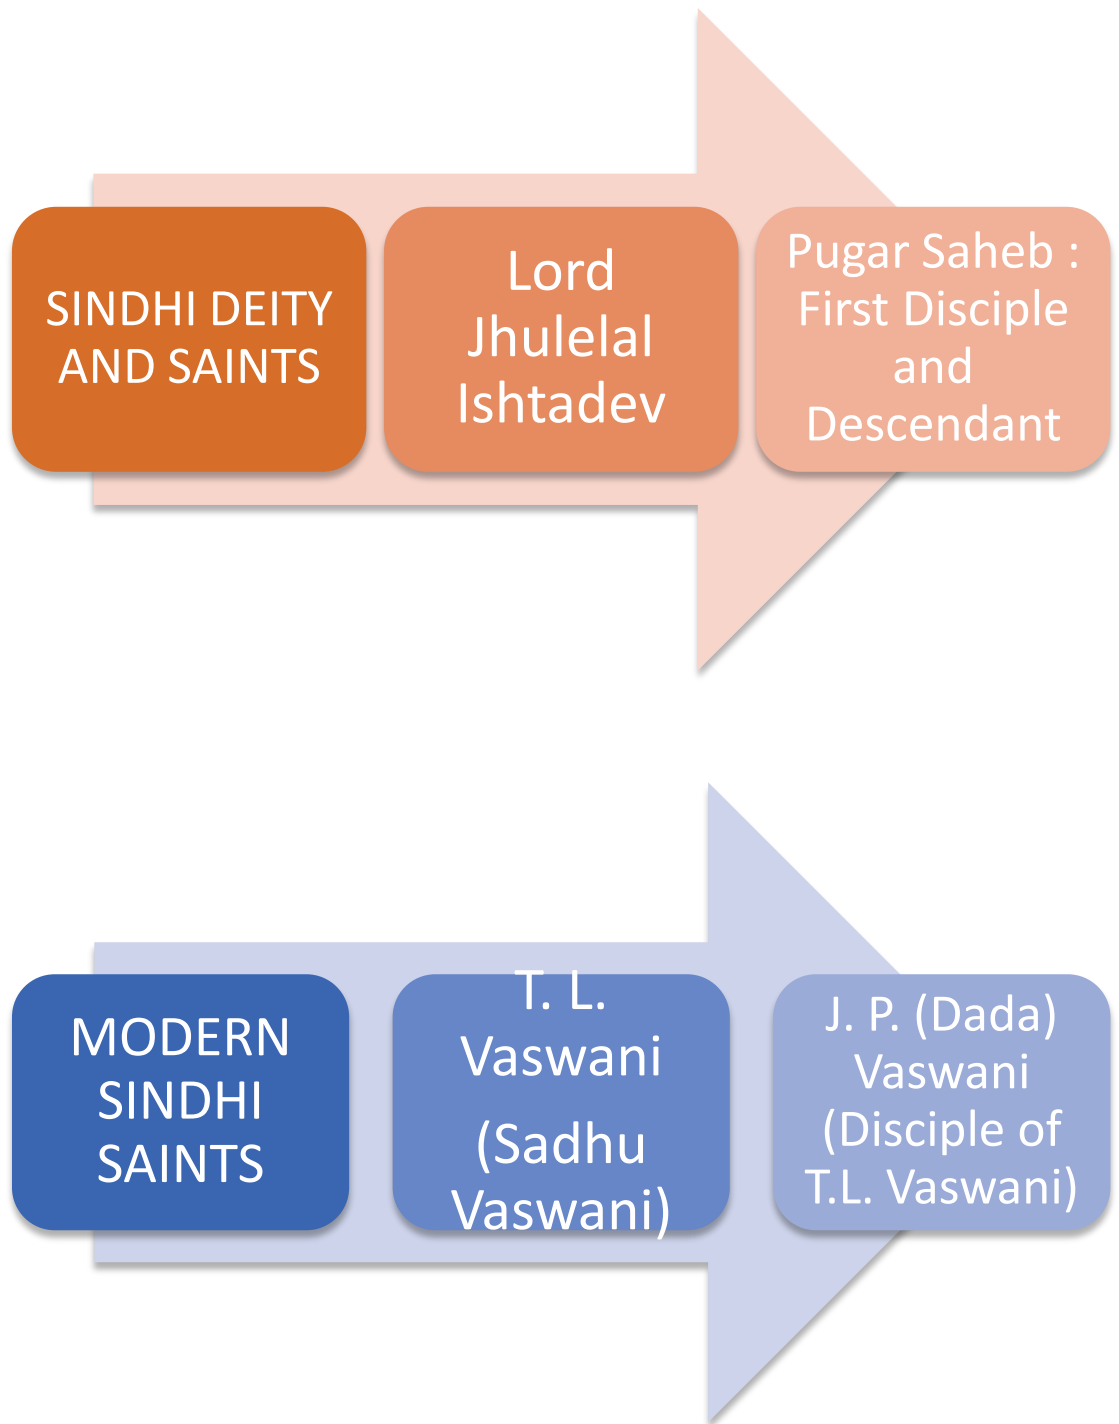 SINDHI DEITY
AND SAINTS
Lord
Jhulelal
Ishtadev
Pugar Saheb :
First Disciple
and
Descendant
MODERN
SINDHI
SAINTS
T. L.
Vaswani
(Sadhu
Vaswani)
J. P. (Dada)
Vaswani
(Disciple of
T.L. Vaswani)